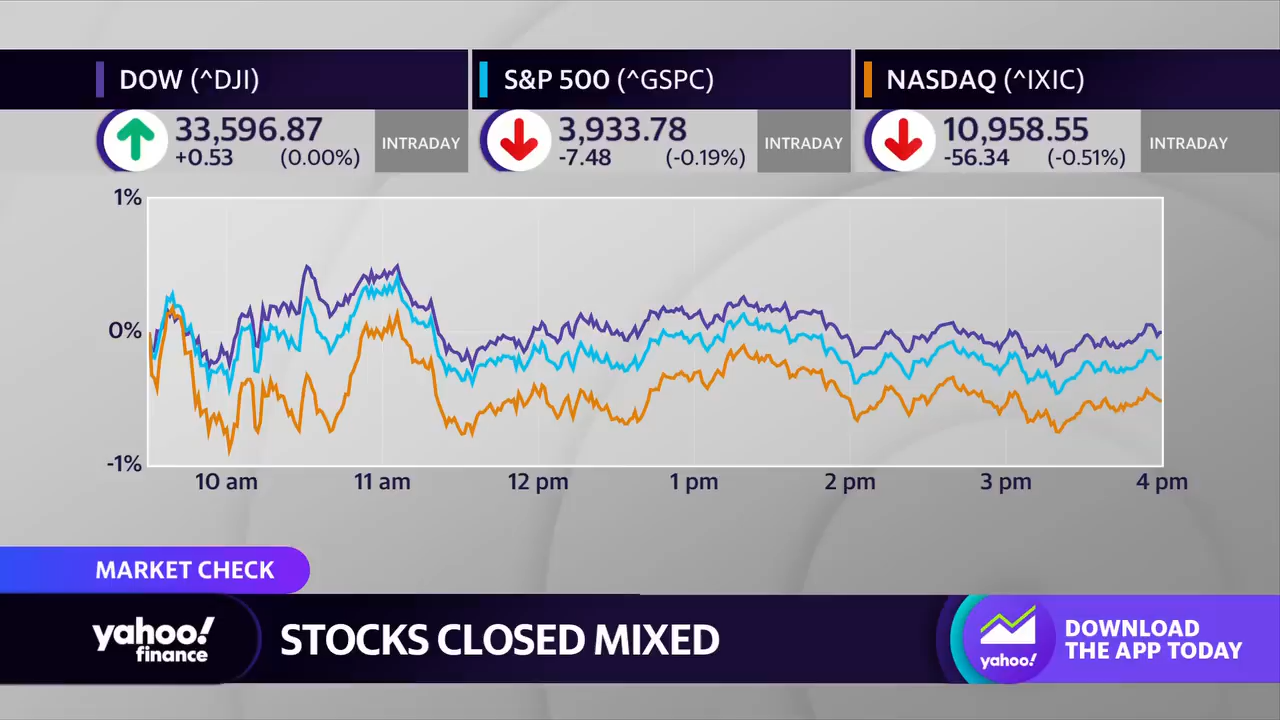 DOW (^DJI)
33,596.87
+0.53 (0.00%)
INTRADAY
S&P 500 (^GSPC)
3,933.78
-7.48 (-0.19%)
INTRADAY
NASDAQ (^IXIC)
10,958.55
-56.34 (-0.51%)
INTRADAY
1%
0%
-1%
10 am 11 am 12 pm 1 pm 2 pm 3 pm 4 pm
MARKET CHECK
yahoo!
finance
STOCKS CLOSED MIXED
yahoo!
DOWNLOAD
THE APP TODAY